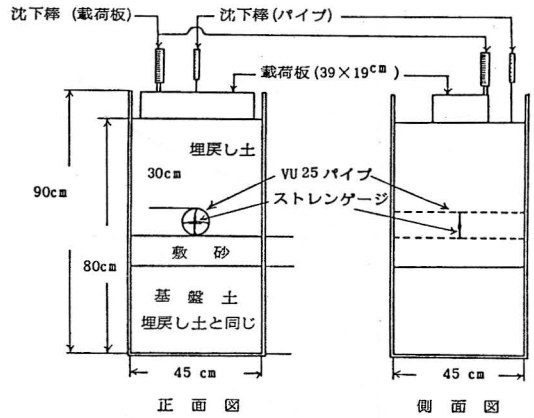 沈下棒 (載荷板)
沈下棒(パイプ)
載荷板(39×19cm)
埋戻し土
30cm
VU25パイプ
ストレンゲージ
90cm
敷 砂
80cm
基 盤 土
埋戻し土と同じ
45 cm
45 cm
正 面 図
側 面 図